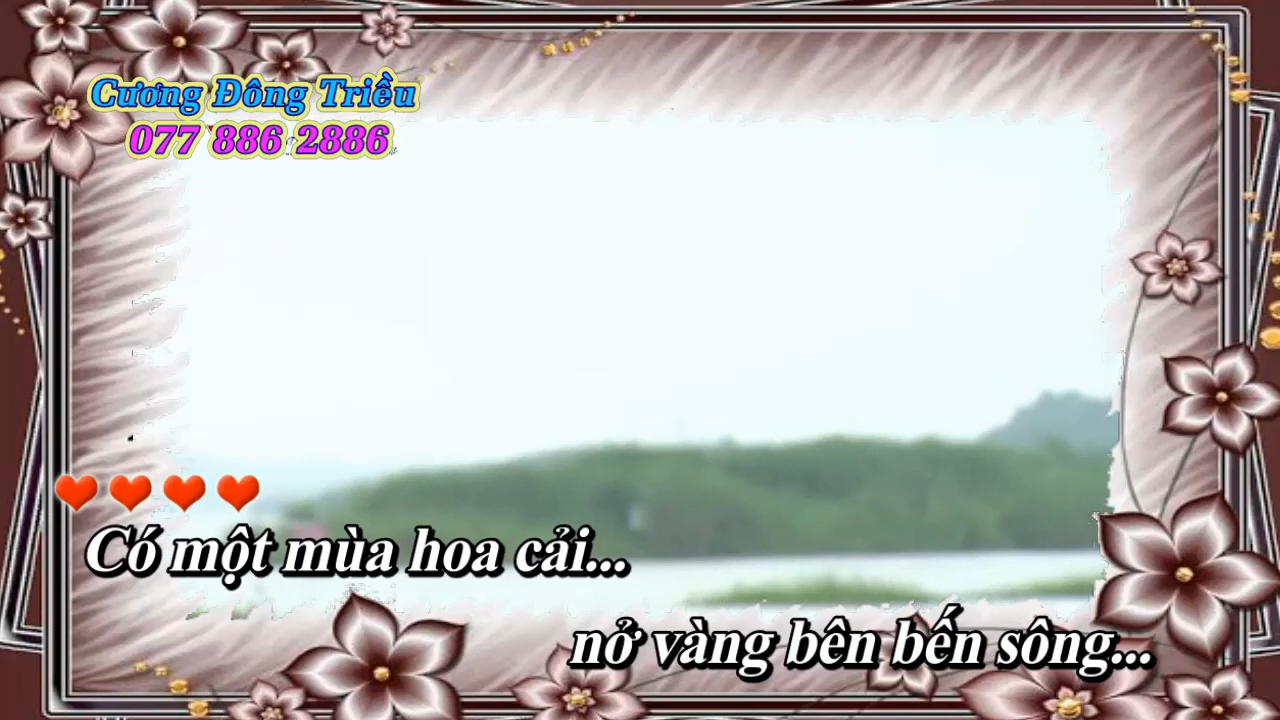 Cương Đông Triều
077 886 2886
Có một mùa hoa cải...
nở vàng bên bến sông...